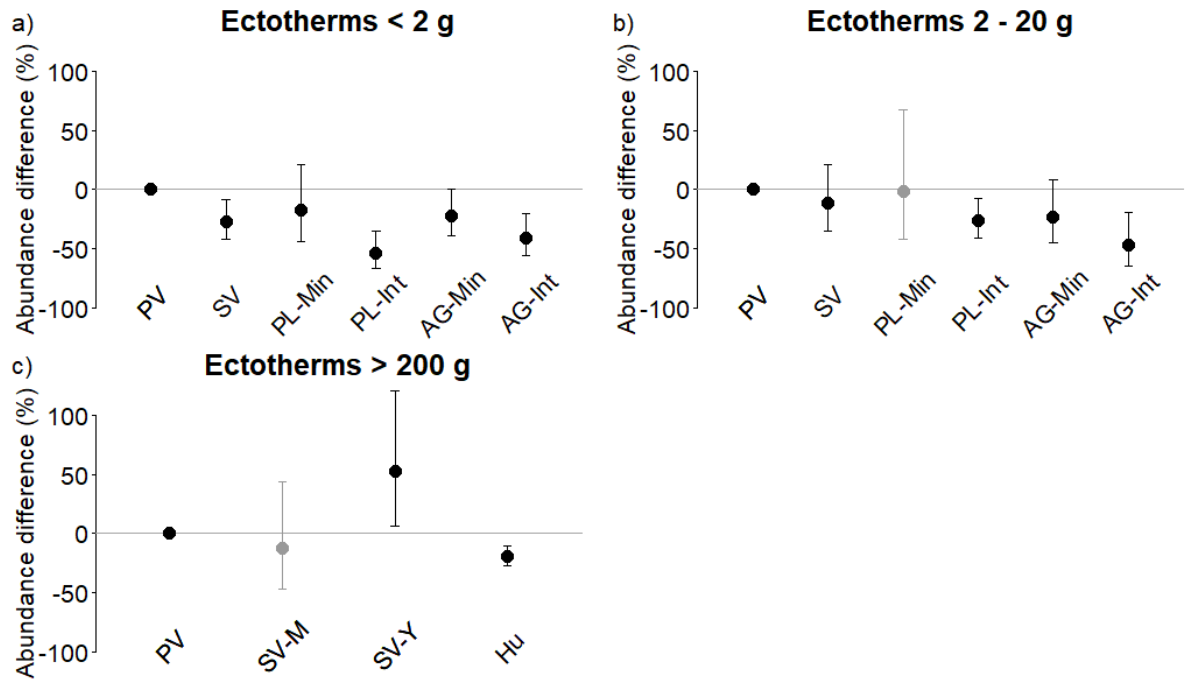 a) Ectotherms < 2 g
Abundance difference (%)
100
50
0
-50
-100
PV SV PL-Min PL-Int AG-Min AG-Int
b) Ectotherms 2 - 20 g
Abundance difference (%)
100
50
0
-50
-100
PV SV PL-Min PL-Int AG-Min AG-Int
c) Ectotherms > 200 g
Abundance difference (%)
100
50
0
-50
-100
PV SV-M SV-Y Hu